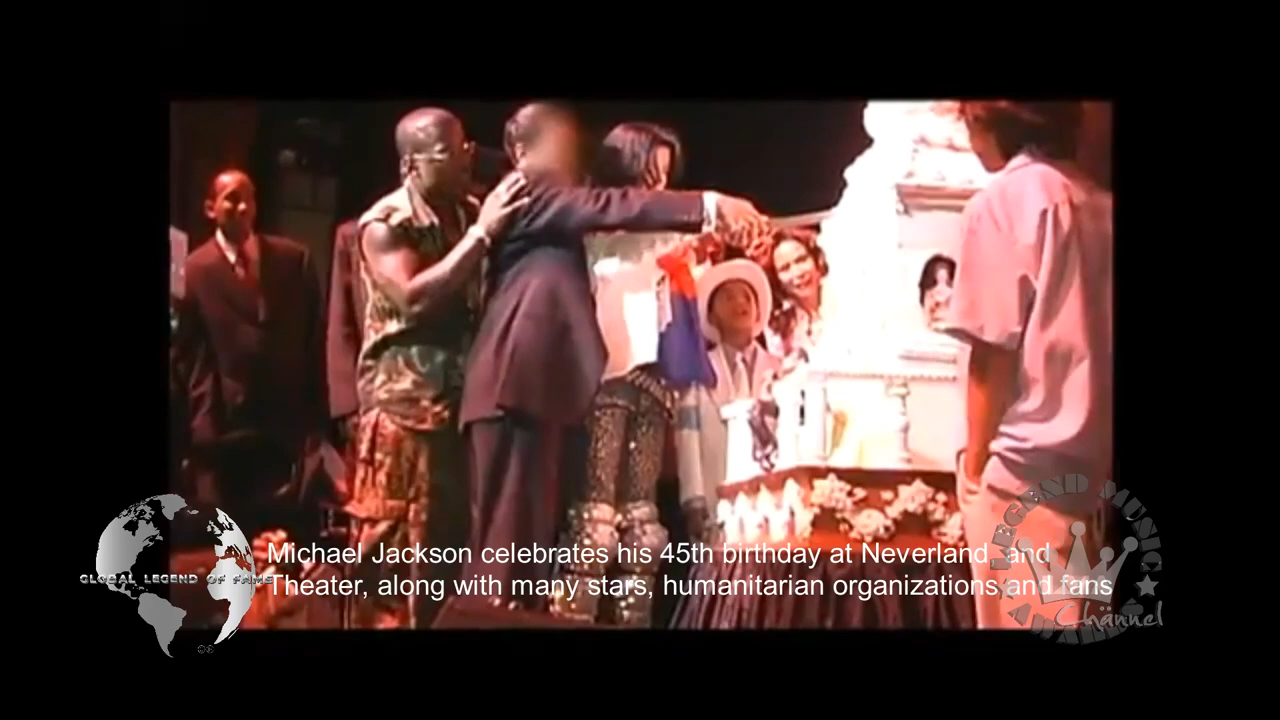 Michael Jackson celebrates his 45th birthday at Neverland and
Theater, along with many stars, humanitarian organizations and fans
GLOBAL LEGEND OF FAME
LEGEND MUSIC
Channel